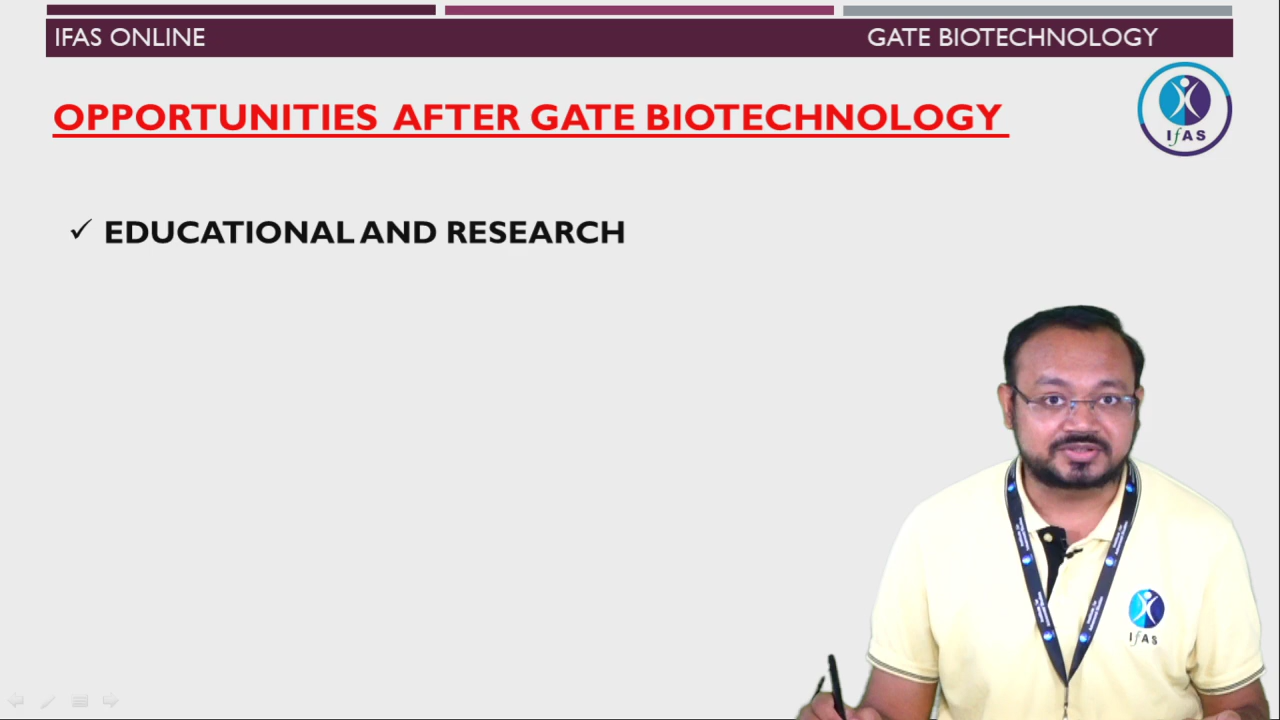 IFAS ONLINE
GATE BIOTECHNOLOGY
OPPORTUNITIES AFTER GATE BIOTECHNOLOGY
IfAS
✓ EDUCATIONAL AND RESEARCH
IfAS